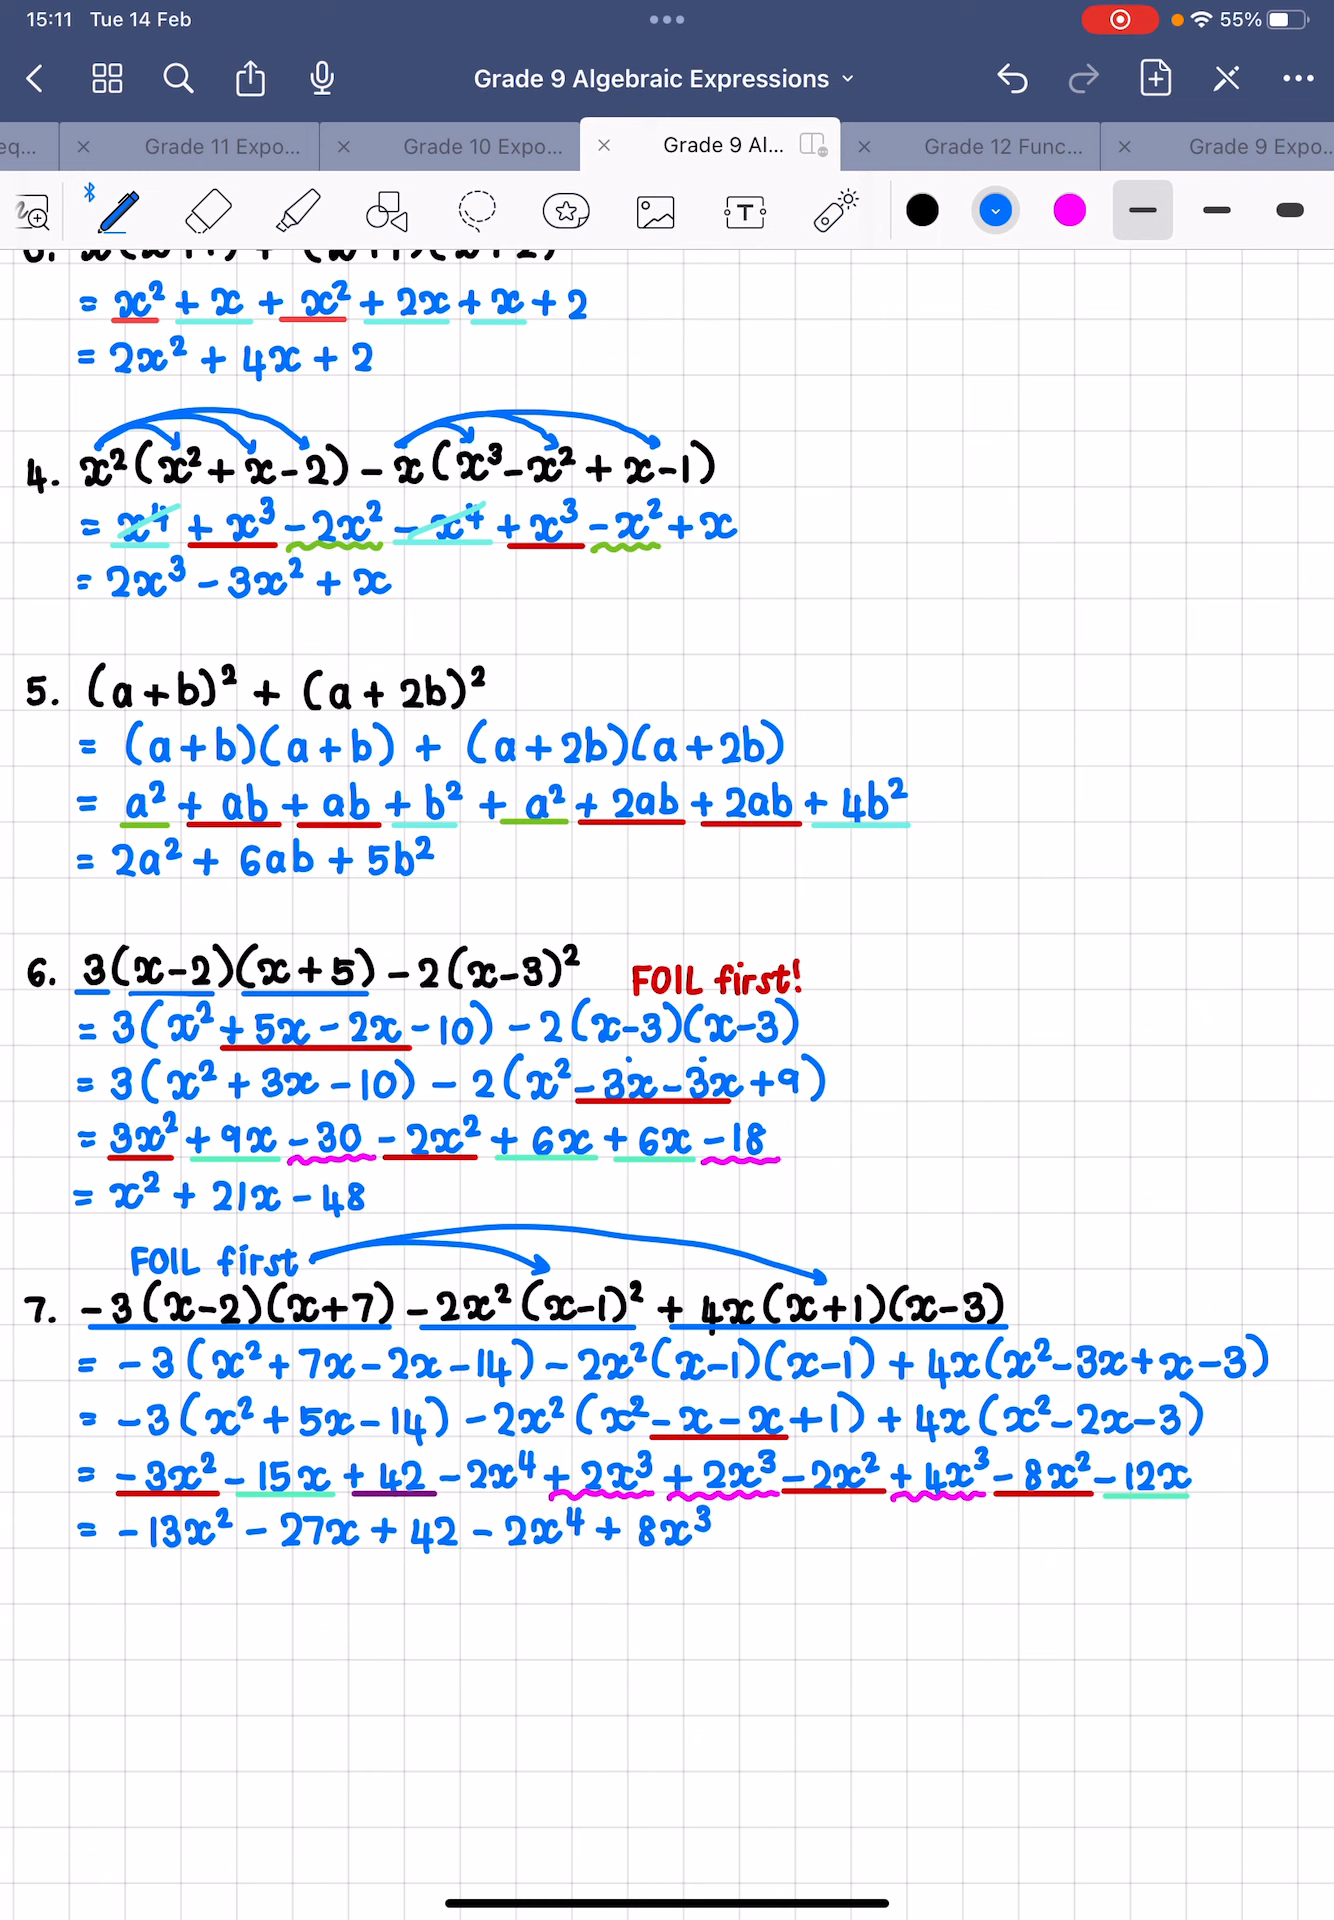 15:11 Tue 14 Feb
55%
Grade 9 Algebraic Expressions
eq... Grade 11 Expo... Grade 10 Expo... Grade 9 Al... Grade 12 Func... Grade 9 Expo...
T
= x² + x + x² + 2x + x + 2
= 2x² + 4x + 2
4. x²(x² + x - 2) - x(x³ - x² + x - 1)
= x⁴ + x³ - 2x² - x⁴ + x³ - x² + x
= 2x³ - 3x² + x
5. (a + b)² + (a + 2b)²
= (a + b)(a + b) + (a + 2b)(a + 2b)
= a² + ab + ab + b² + a² + 2ab + 2ab + 4b²
= 2a² + 6ab + 5b²
6. 3(x - 2)(x + 5) - 2(x - 3)² FOIL first!
= 3(x² + 5x - 2x - 10) - 2(x - 3)(x - 3)
= 3(x² + 3x - 10) - 2(x² - 3x - 3x + 9)
= 3x² + 9x - 30 - 2x² + 6x + 6x - 18
= x² + 21x - 48
FOIL first
7. -3(x - 2)(x + 7) - 2x²(x - 1)² + 4x(x + 1)(x - 3)
= -3(x² + 7x - 2x - 14) - 2x²(x - 1)(x - 1) + 4x(x² - 3x + x - 3)
= -3(x² + 5x - 14) - 2x²(x² - x - x + 1) + 4x(x² - 2x - 3)
= -3x² - 15x + 42 - 2x⁴ + 2x³ + 2x³ - 2x² + 4x³ - 8x² - 12x
= -13x² - 27x + 42 - 2x⁴ + 8x³